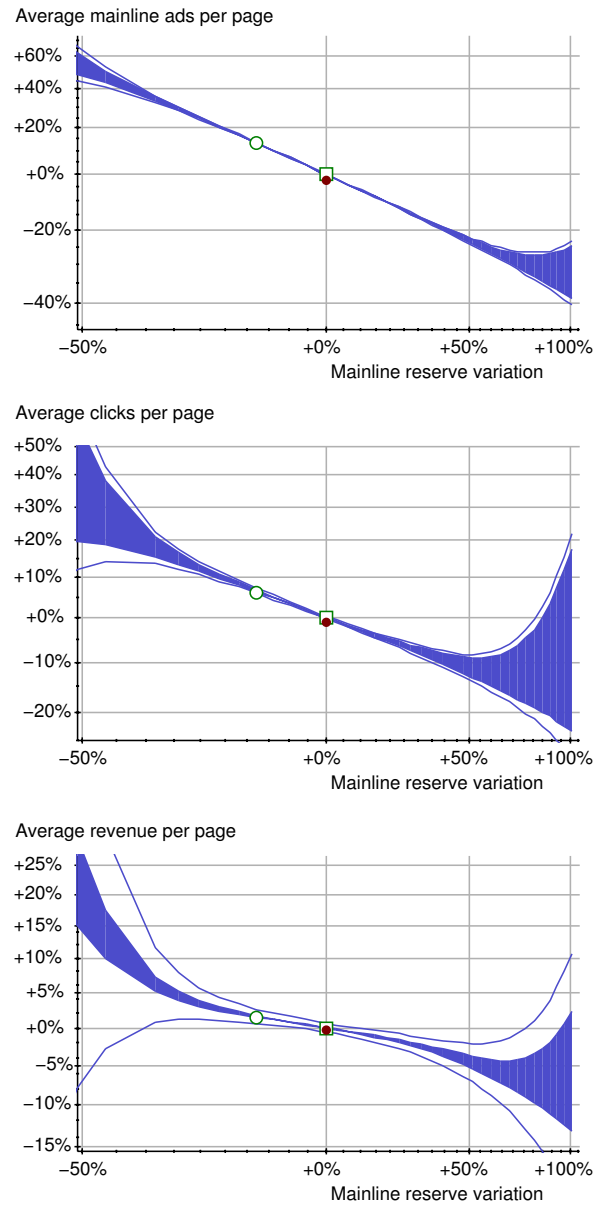 Average mainline ads per page
+60%
+40%
+20%
+0%
−20%
−40%
−50% +0% +50% +100%
Mainline reserve variation
Average clicks per page
+50%
+40%
+30%
+20%
+10%
+0%
−10%
−20%
−50% +0% +50% +100%
Mainline reserve variation
Average revenue per page
+25%
+20%
+15%
+10%
+5%
+0%
−5%
−10%
−15%
−50% +0% +50% +100%
Mainline reserve variation